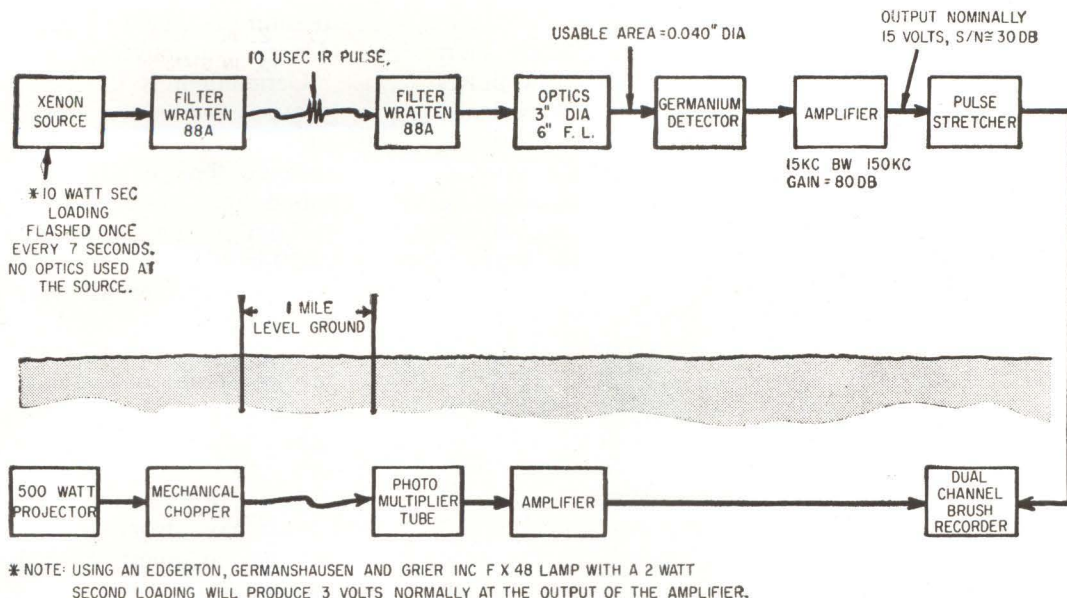 OUTPUT NOMINALLY
15 VOLTS, S/N≅30 DB
USABLE AREA=0.040" DIA
10 USEC IR PULSE.
XENON
SOURCE
FILTER
WRATTEN
88A
FILTER
WRATTEN
88A
OPTICS
3" DIA
6" F. L.
GERMANIUM
DETECTOR
AMPLIFIER
PULSE
STRETCHER
15KC BW 150KC
GAIN = 80 DB
*10 WATT SEC
LOADING
FLASHED ONCE
EVERY 7 SECONDS.
NO OPTICS USED AT
THE SOURCE.
1 MILE
LEVEL GROUND
500 WATT
PROJECTOR
MECHANICAL
CHOPPER
PHOTO
MULTIPLIER
TUBE
AMPLIFIER
DUAL
CHANNEL
BRUSH
RECORDER
*NOTE: USING AN EDGERTON, GERMANSHAUSEN AND GRIER INC F X 48 LAMP WITH A 2 WATT
SECOND LOADING WILL PRODUCE 3 VOLTS NORMALLY AT THE OUTPUT OF THE AMPLIFIER.